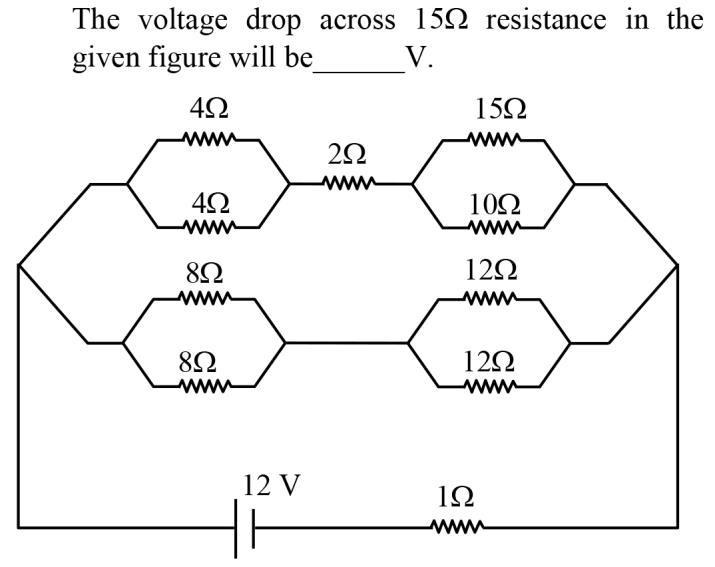 The voltage drop across 15Ω resistance in the
given figure will be______V.
4Ω
15Ω
2Ω
4Ω
10Ω
8Ω
12Ω
8Ω
12Ω
12 V
1Ω